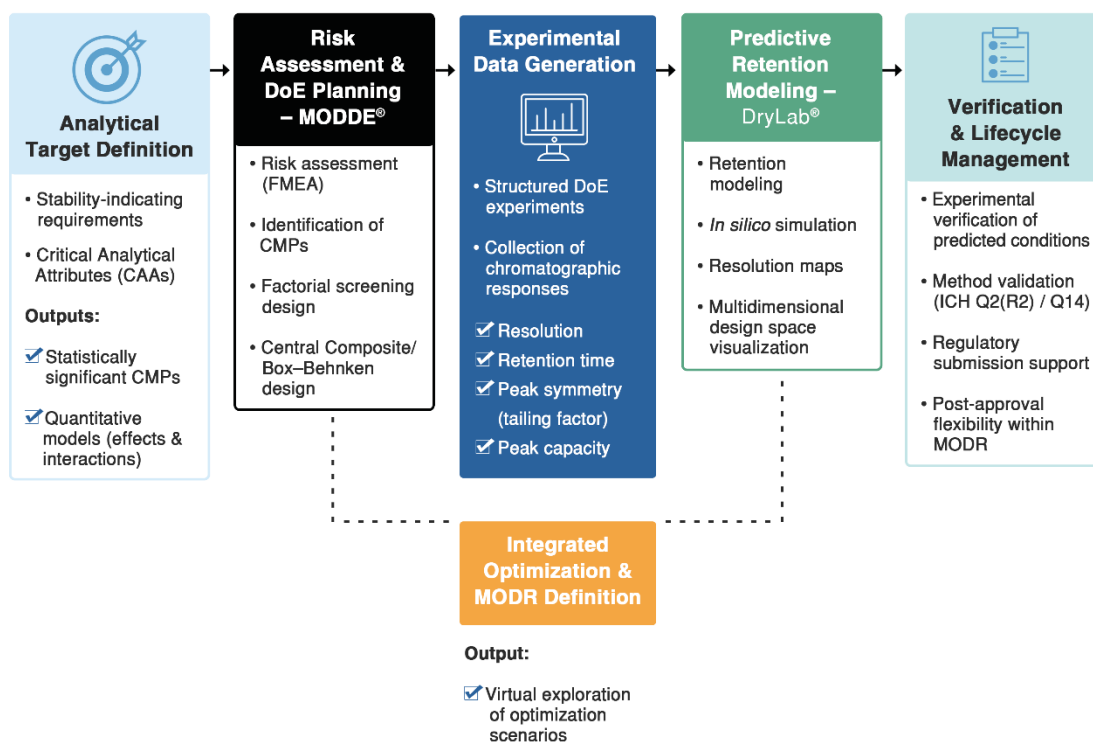 Analytical
Target Definition
• Stability-indicating
requirements
• Critical Analytical
Attributes (CAAs)
Outputs:
Statistically
significant CMPs
Quantitative
models (effects &
interactions)
Risk
Assessment &
DoE Planning
– MODDE®
• Risk assessment
(FMEA)
• Identification of
CMPs
• Factorial screening
design
• Central Composite/
Box–Behnken
design
Experimental
Data Generation
• Structured DoE
experiments
• Collection of
chromatographic
responses
Resolution
Retention time
Peak symmetry
(tailing factor)
Peak capacity
Predictive
Retention
Modeling –
DryLab®
• Retention
modeling
• In silico simulation
• Resolution maps
• Multidimensional
design space
visualization
Verification
& Lifecycle
Management
• Experimental
verification of
predicted conditions
• Method validation
(ICH Q2(R2) / Q14)
• Regulatory
submission support
• Post-approval
flexibility within
MODR
Integrated
Optimization &
MODR Definition
Output:
Virtual exploration
of optimization
scenarios